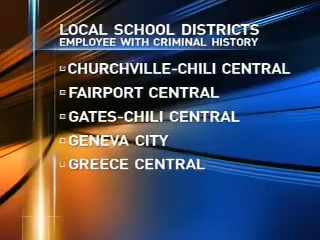 LOCAL SCHOOL DISTRICTS
EMPLOYEE WITH CRIMINAL HISTORY
CHURCHVILLE-CHILI CENTRAL
FAIRPORT CENTRAL
GATES-CHILI CENTRAL
GENEVA CITY
GREECE CENTRAL